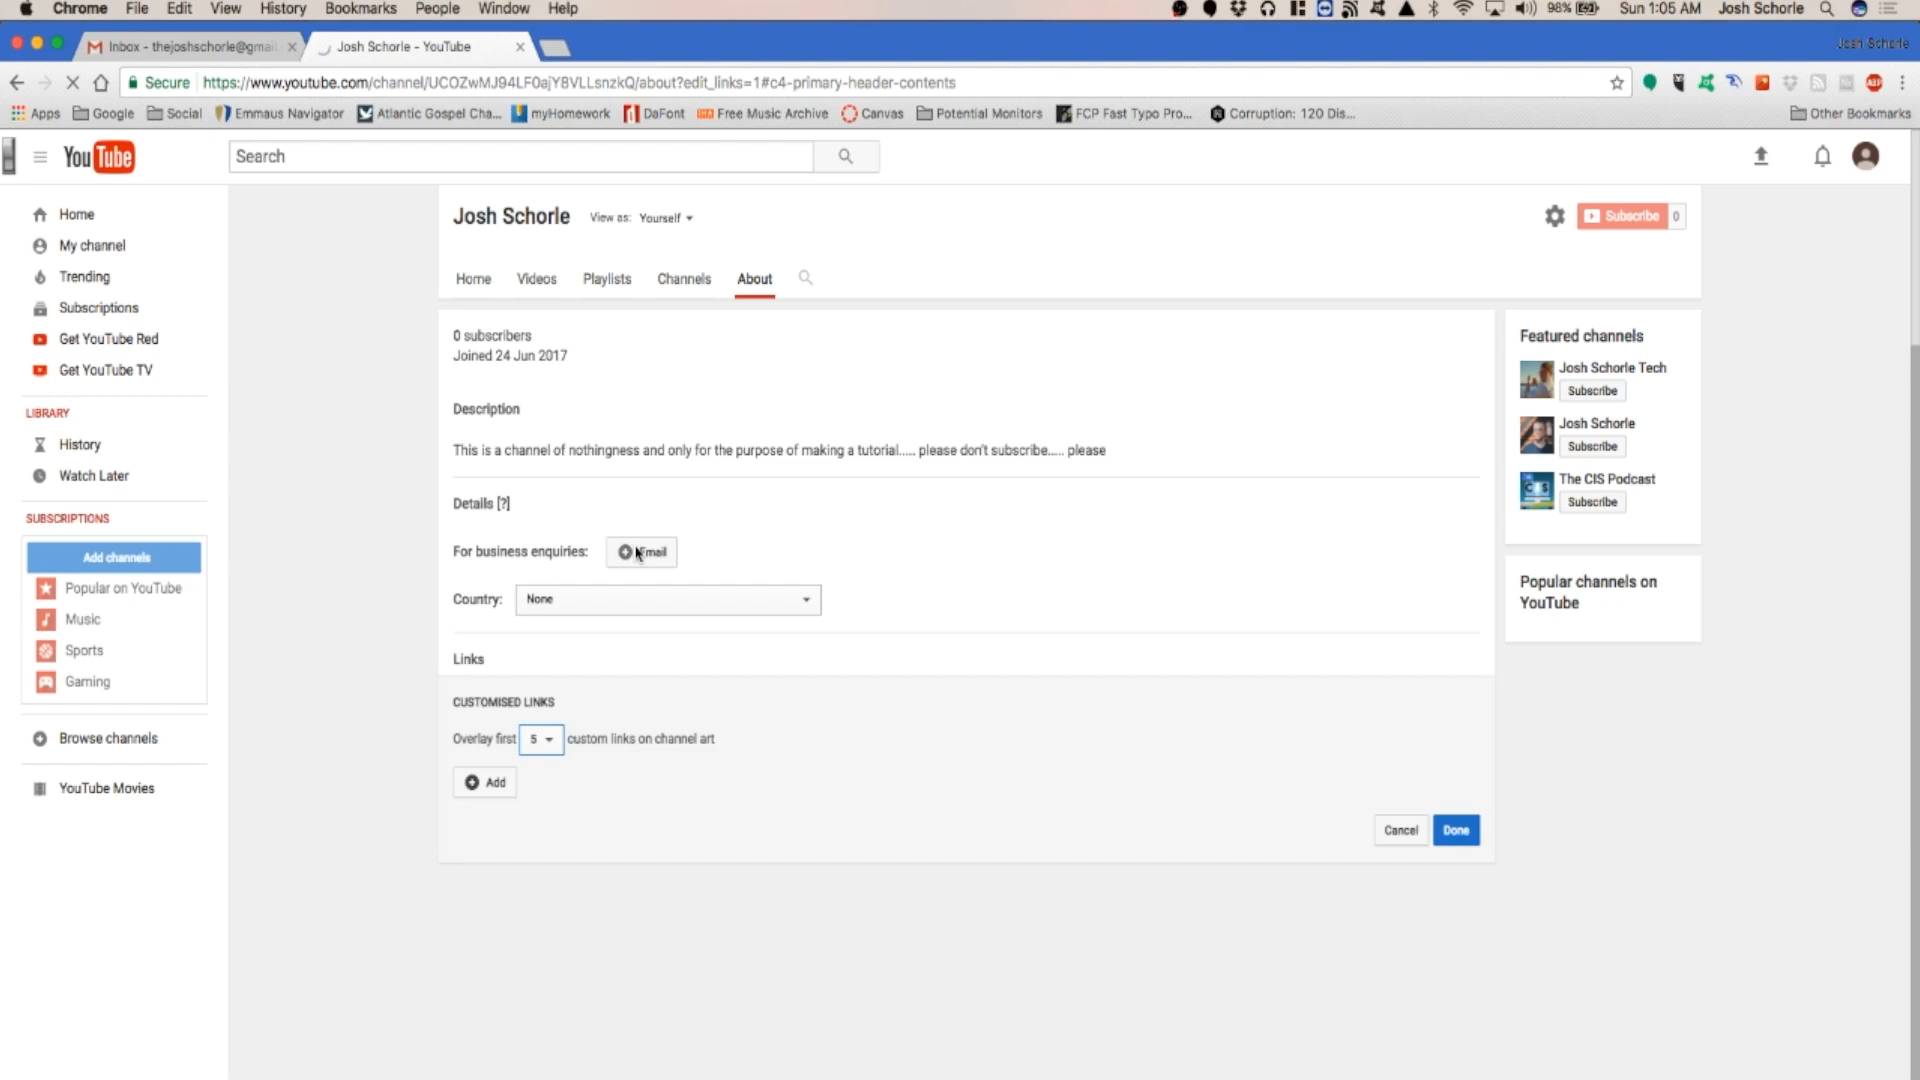 Chrome File Edit View History Bookmarks People Window Help 98% Sun 1:05 AM Josh Schorle
Inbox - thejoshschorle@gmail. Josh Schorle - YouTube Josh Schorle
Secure https://www.youtube.com/channel/UCOZwMJ94LF0ajY8VLLsnzkQ/about?edit_links=1#c4-primary-header-contents ABP
Apps Google Social Emmaus Navigator Atlantic Gospel Cha... myHomework DaFont Free Music Archive Canvas Potential Monitors FCP Fast Typo Pro... Corruption: 120 Dis... Other Bookmarks
YouTube Search
Home
My channel
Trending
Subscriptions
Get YouTube Red
Get YouTube TV
LIBRARY
History
Watch Later
SUBSCRIPTIONS
Add channels
Popular on YouTube
Music
Sports
Gaming
Browse channels
YouTube Movies
Josh Schorle View as: Yourself Subscribe 0
Home Videos Playlists Channels About
0 subscribers
Joined 24 Jun 2017
Description
This is a channel of nothingness and only for the purpose of making a tutorial..... please don't subscribe..... please
Details [?]
For business enquiries: Email
Country: None
Links
CUSTOMISED LINKS
Overlay first 5 custom links on channel art
Add
Cancel Done
Featured channels
Josh Schorle Tech
Subscribe
Josh Schorle
Subscribe
CIS
The CIS Podcast
Subscribe
Popular channels on
YouTube